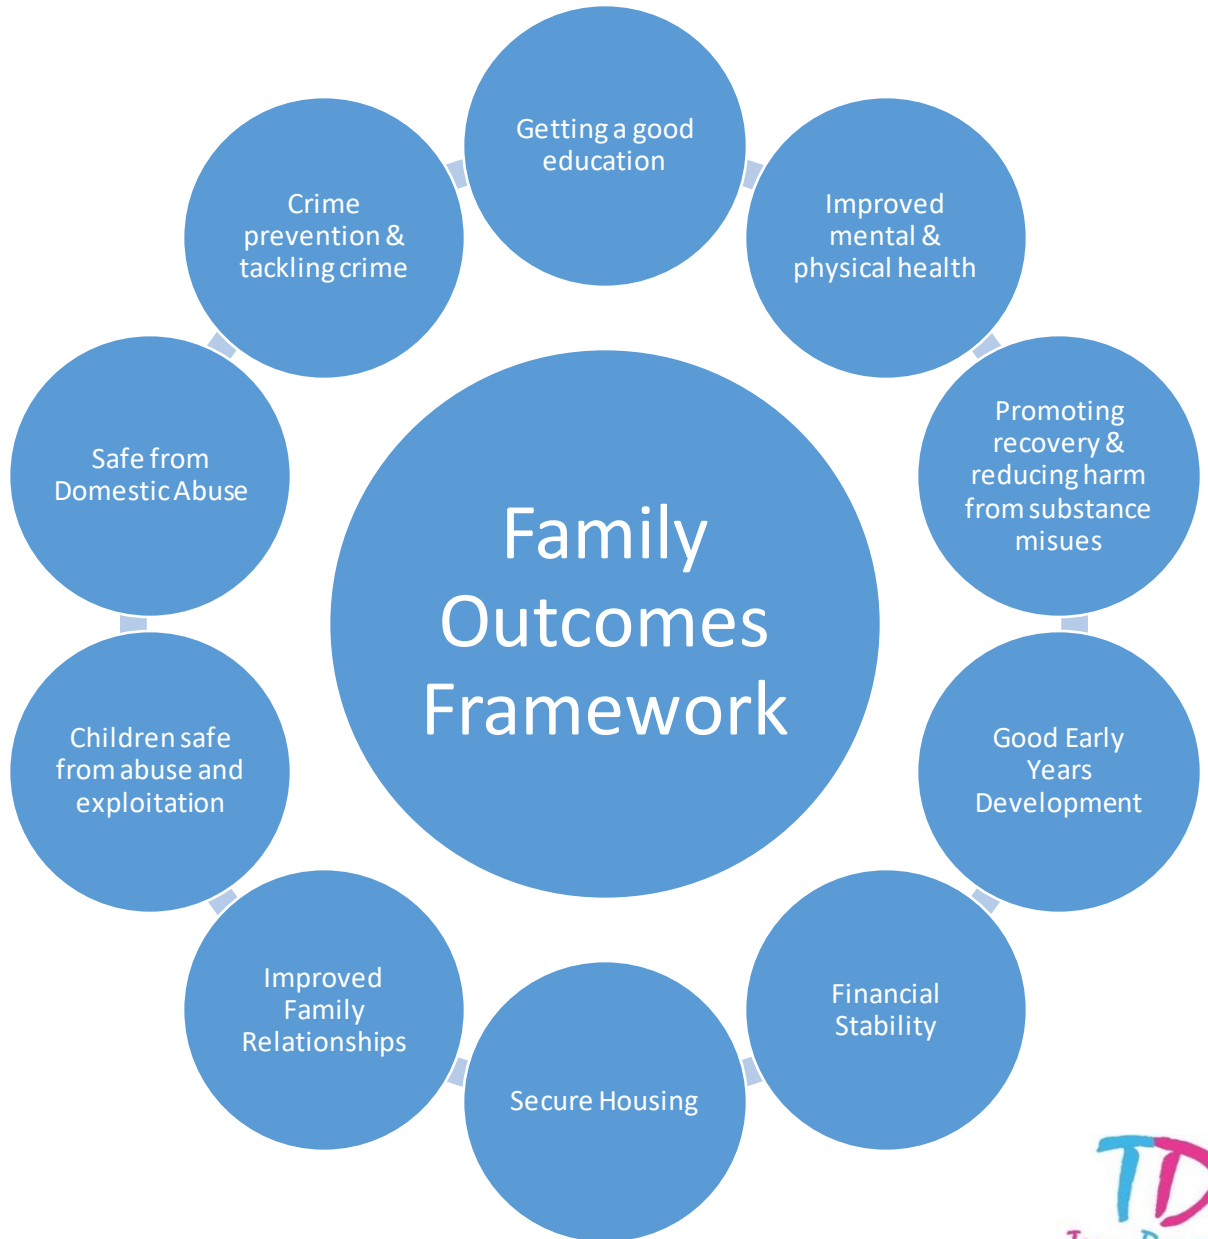 Getting a good
education
Improved
mental &
physical health
Promoting
recovery &
reducing harm
from substance
misues
Good Early
Years
Development
Financial
Stability
Secure Housing
Improved
Family
Relationships
Children safe
from abuse and
exploitation
Safe from
Domestic Abuse
Crime
prevention &
tackling crime
Family
Outcomes
Framework
TD